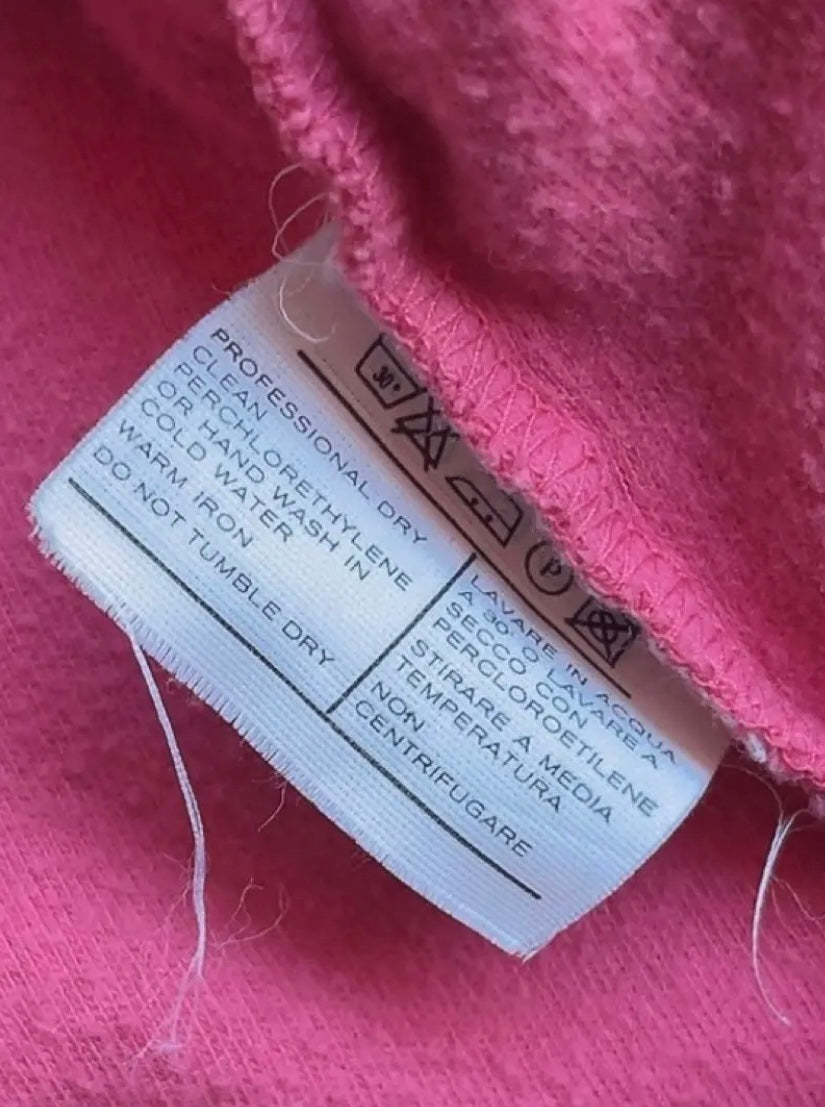 30°
P
PROFESSIONAL DRY
CLEAN
PERCHLORETHYLENE
OR HAND WASH IN
COLD WATER
WARM IRON
DO NOT TUMBLE DRY
LAVARE IN ACQUA
A 30° O LAVARE A
SECCO CON
PERCLOROETILENE
STIRARE A MEDIA
TEMPERATURA
NON
CENTRIFUGARE